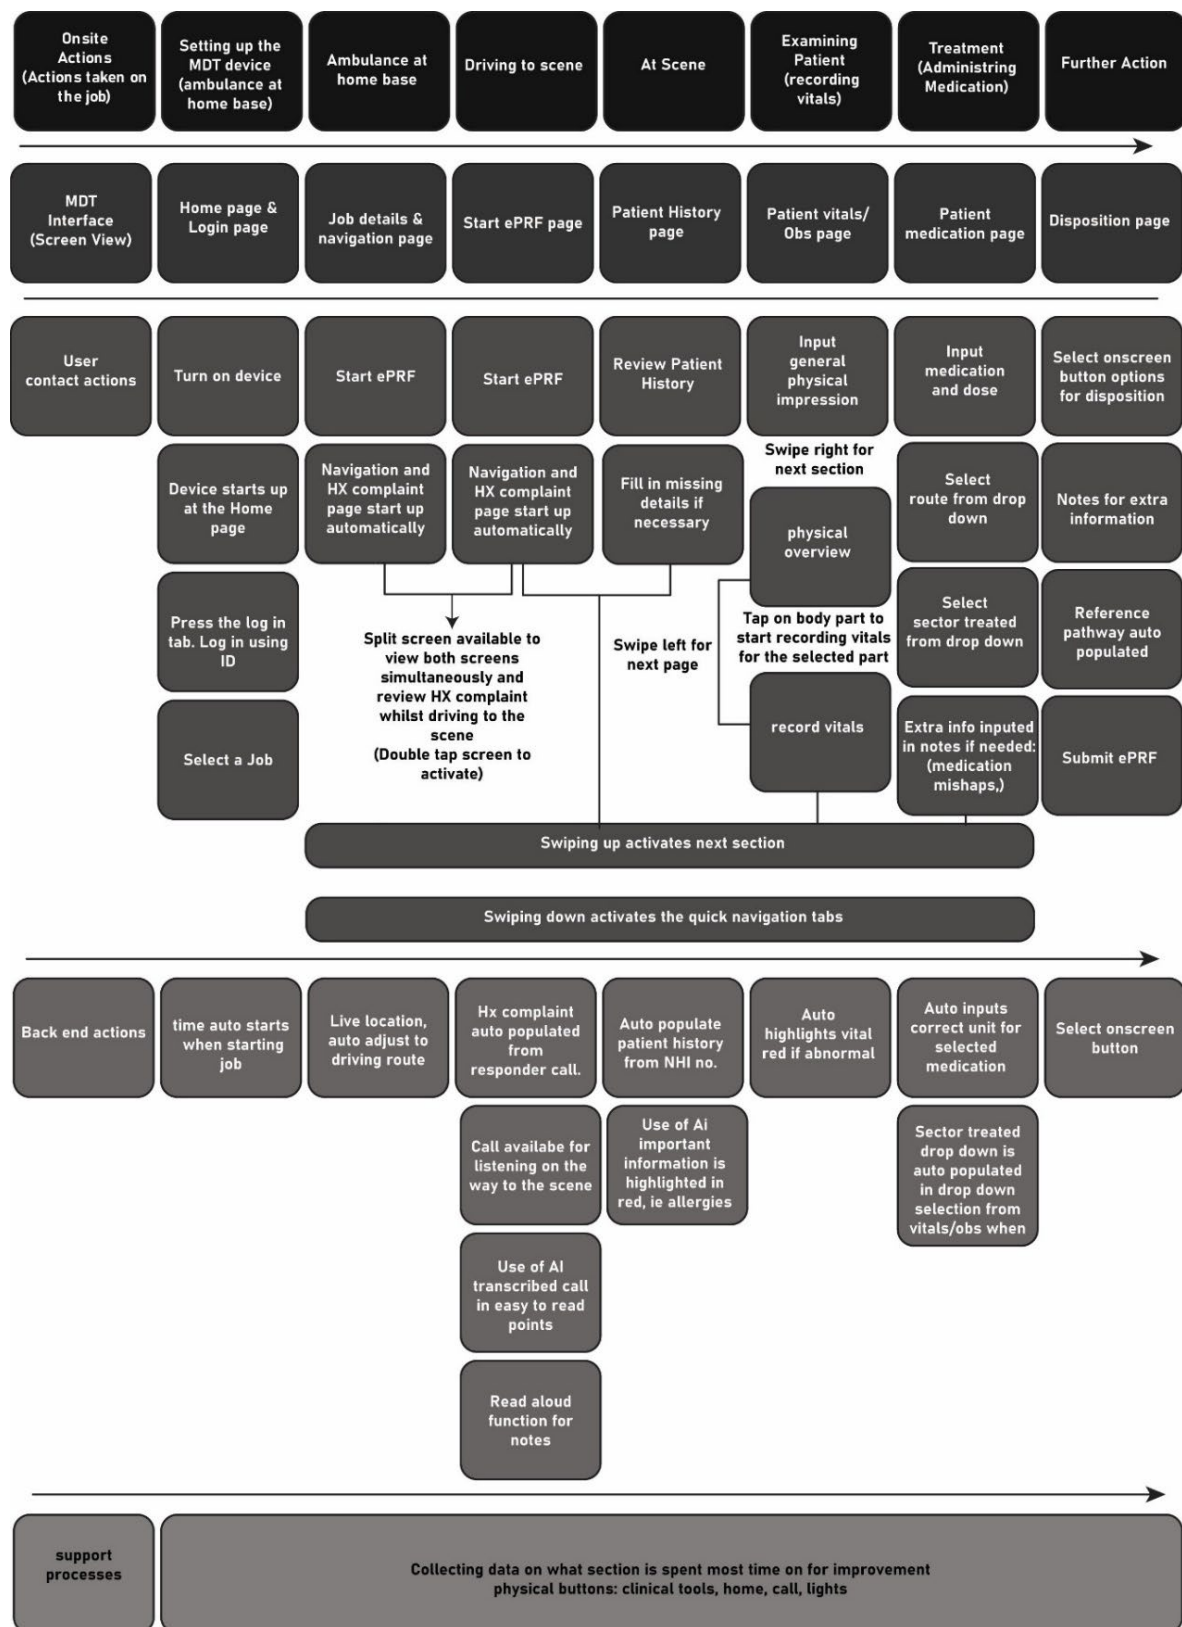 Onsite
Actions
(Actions taken on
the job)
Setting up the
MDT device
(ambulance at
home base)
Ambulance at
home base
Driving to scene
At Scene
Examining
Patient
(recording
vitals)
Treatment
(Administring
Medication)
Further Action
MDT
Interface
(Screen View)
Home page &
Login page
Job details &
navigation page
Start ePRF page
Patient History
page
Patient vitals/
Obs page
Patient
medication page
Disposition page
User
contact actions
Turn on device
Start ePRF
Start ePRF
Review Patient
History
Input
general
physical
impression
Input
medication
and dose
Select onscreen
button options
for disposition
Device starts up
at the Home
page
Navigation and
HX complaint
page start up
automatically
Navigation and
HX complaint
page start up
automatically
Fill in missing
details if
necessary
Swipe right for
next section
physical
overview
Select
route from drop
down
Notes for extra
information
Press the log in
tab. Log in using
ID
Split screen available to
view both screens
simultaneously and
review HX complaint
whilst driving to the
scene
(Double tap screen to
activate)
Swipe left for
next page
Tap on body part to
start recording vitals
for the selected part
Select
sector treated
from drop down
Reference
pathway auto
populated
Select a Job
record vitals
Extra info inputed
in notes if needed:
(medication
mishaps,)
Submit ePRF
Swiping up activates next section
Swiping down activates the quick navigation tabs
Back end actions
time auto starts
when starting
job
Live location,
auto adjust to
driving route
Hx complaint
auto populated
from
responder call.
Auto populate
patient history
from NHI no.
Auto
highlights vital
red if abnormal
Auto inputs
correct unit for
selected
medication
Select onscreen
button
Call availabe for
listening on the
way to the scene
Use of Ai
important
information is
highlighted in
red, ie allergies
Sector treated
drop down is
auto populated
in drop down
selection from
vitals/obs when
Use of AI
transcribed call
in easy to read
points
Read aloud
function for
notes
support
processes
Collecting data on what section is spent most time on for improvement
physical buttons: clinical tools, home, call, lights